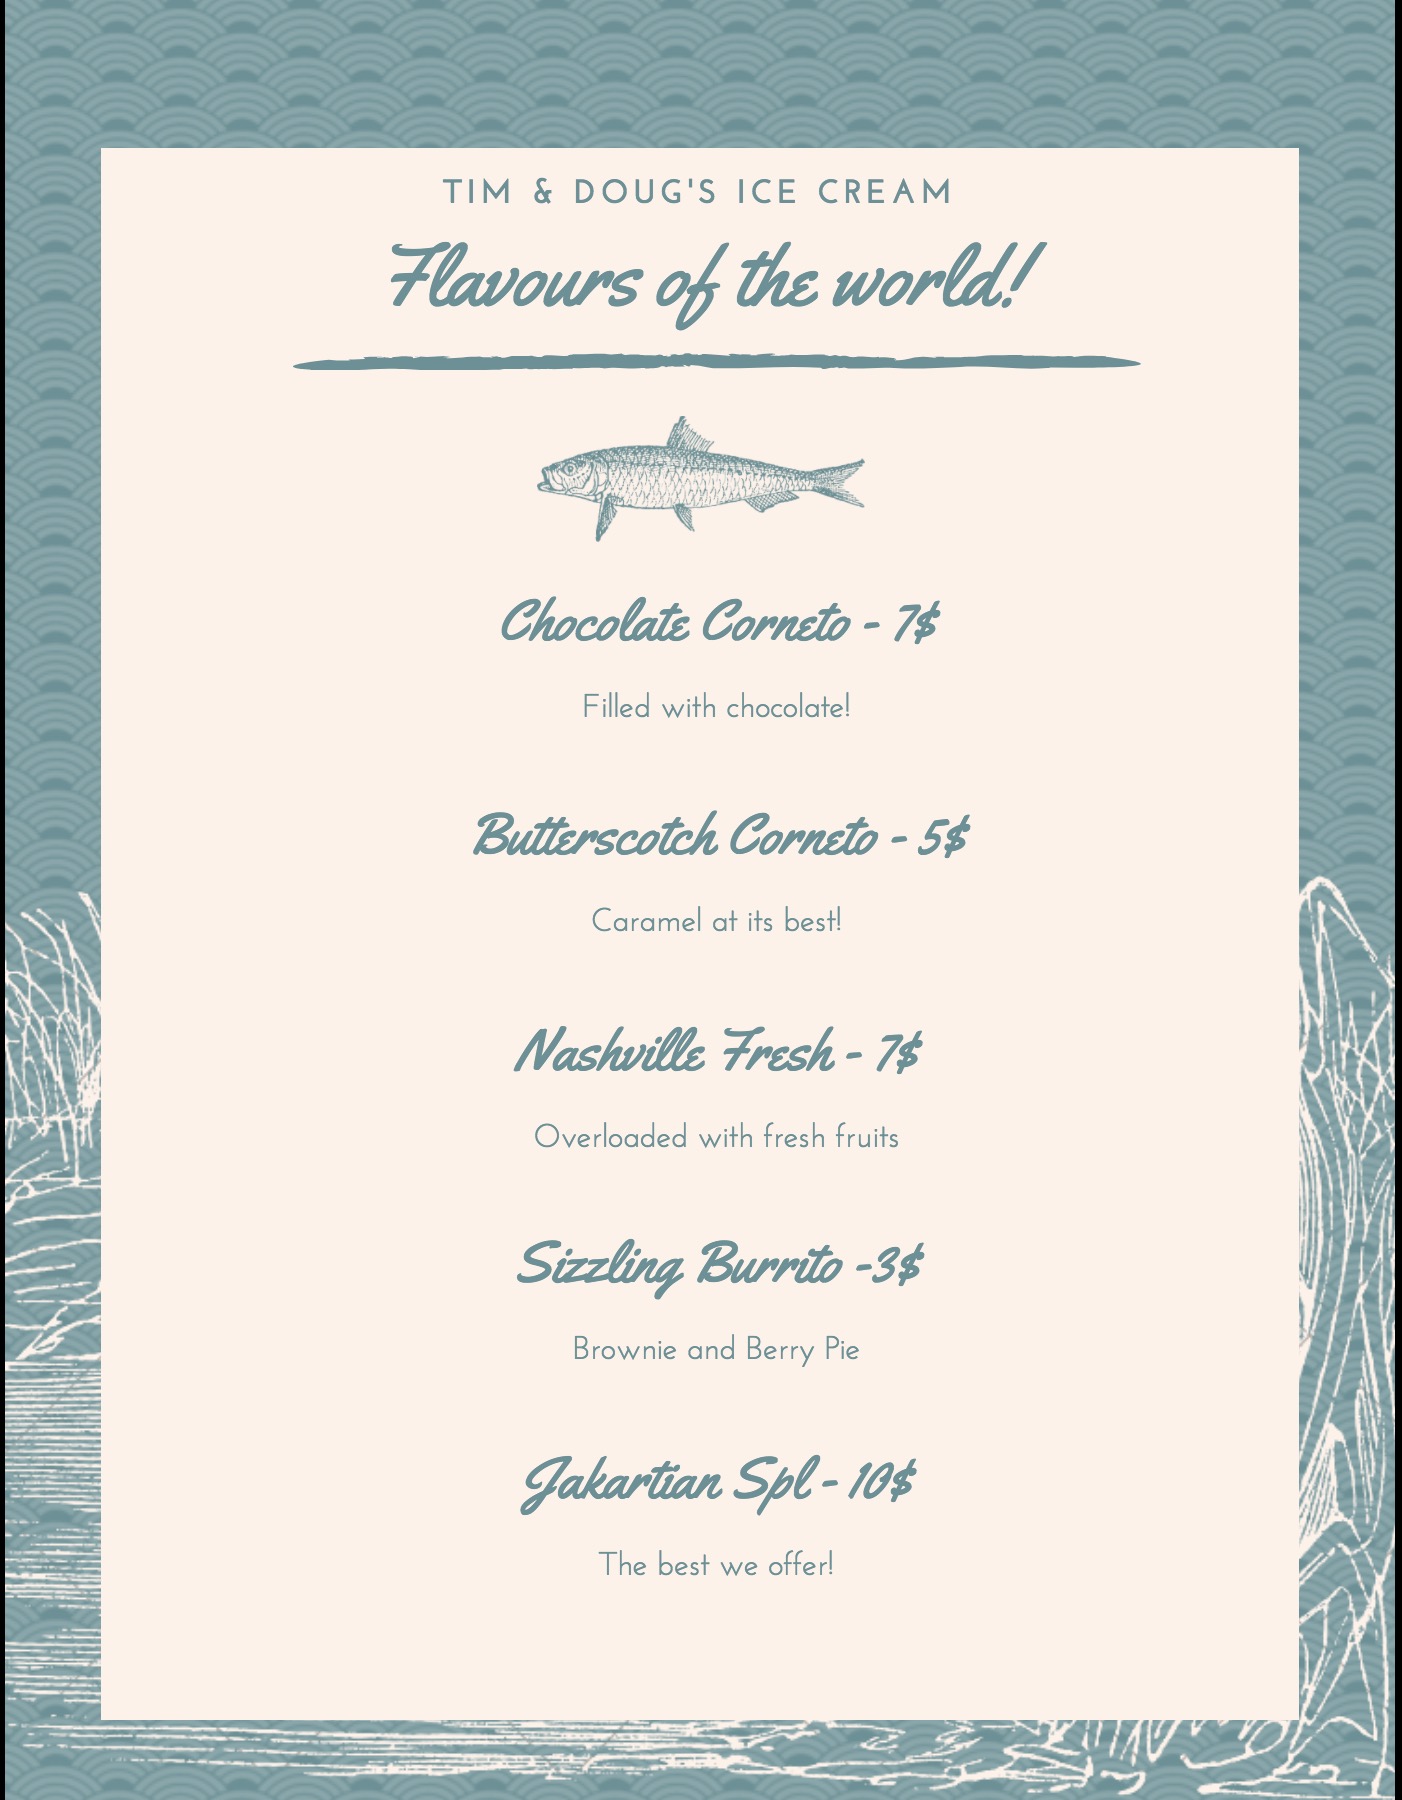 TIM & DOUG'S ICE CREAM
Flavours of the world!
Chocolate Corneto - 7$
Filled with chocolate!
Butterscotch Corneto - 5$
Caramel at its best!
Nashville Fresh - 7$
Overloaded with fresh fruits
Sizzling Burrito -3$
Brownie and Berry Pie
Jakartian Spl - 10$
The best we offer!